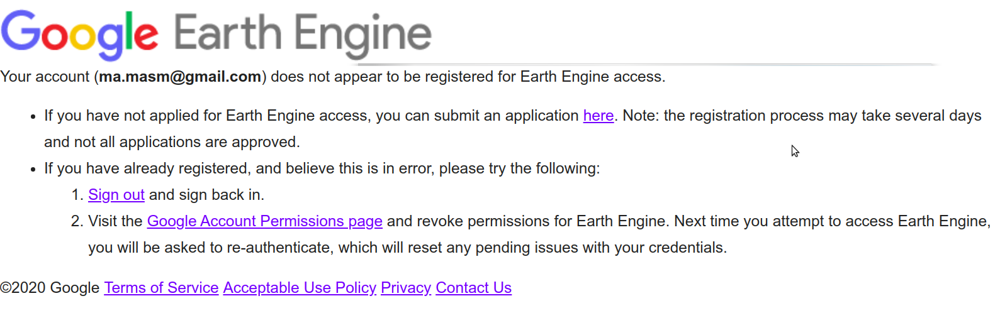 Google Earth Engine
Your account (ma.masm@gmail.com) does not appear to be registered for Earth Engine access.
• If you have not applied for Earth Engine access, you can submit an application here. Note: the registration process may take several days
and not all applications are approved.
• If you have already registered, and believe this is in error, please try the following:
1. Sign out and sign back in.
2. Visit the Google Account Permissions page and revoke permissions for Earth Engine. Next time you attempt to access Earth Engine,
you will be asked to re-authenticate, which will reset any pending issues with your credentials.
©2020 Google Terms of Service Acceptable Use Policy Privacy Contact Us